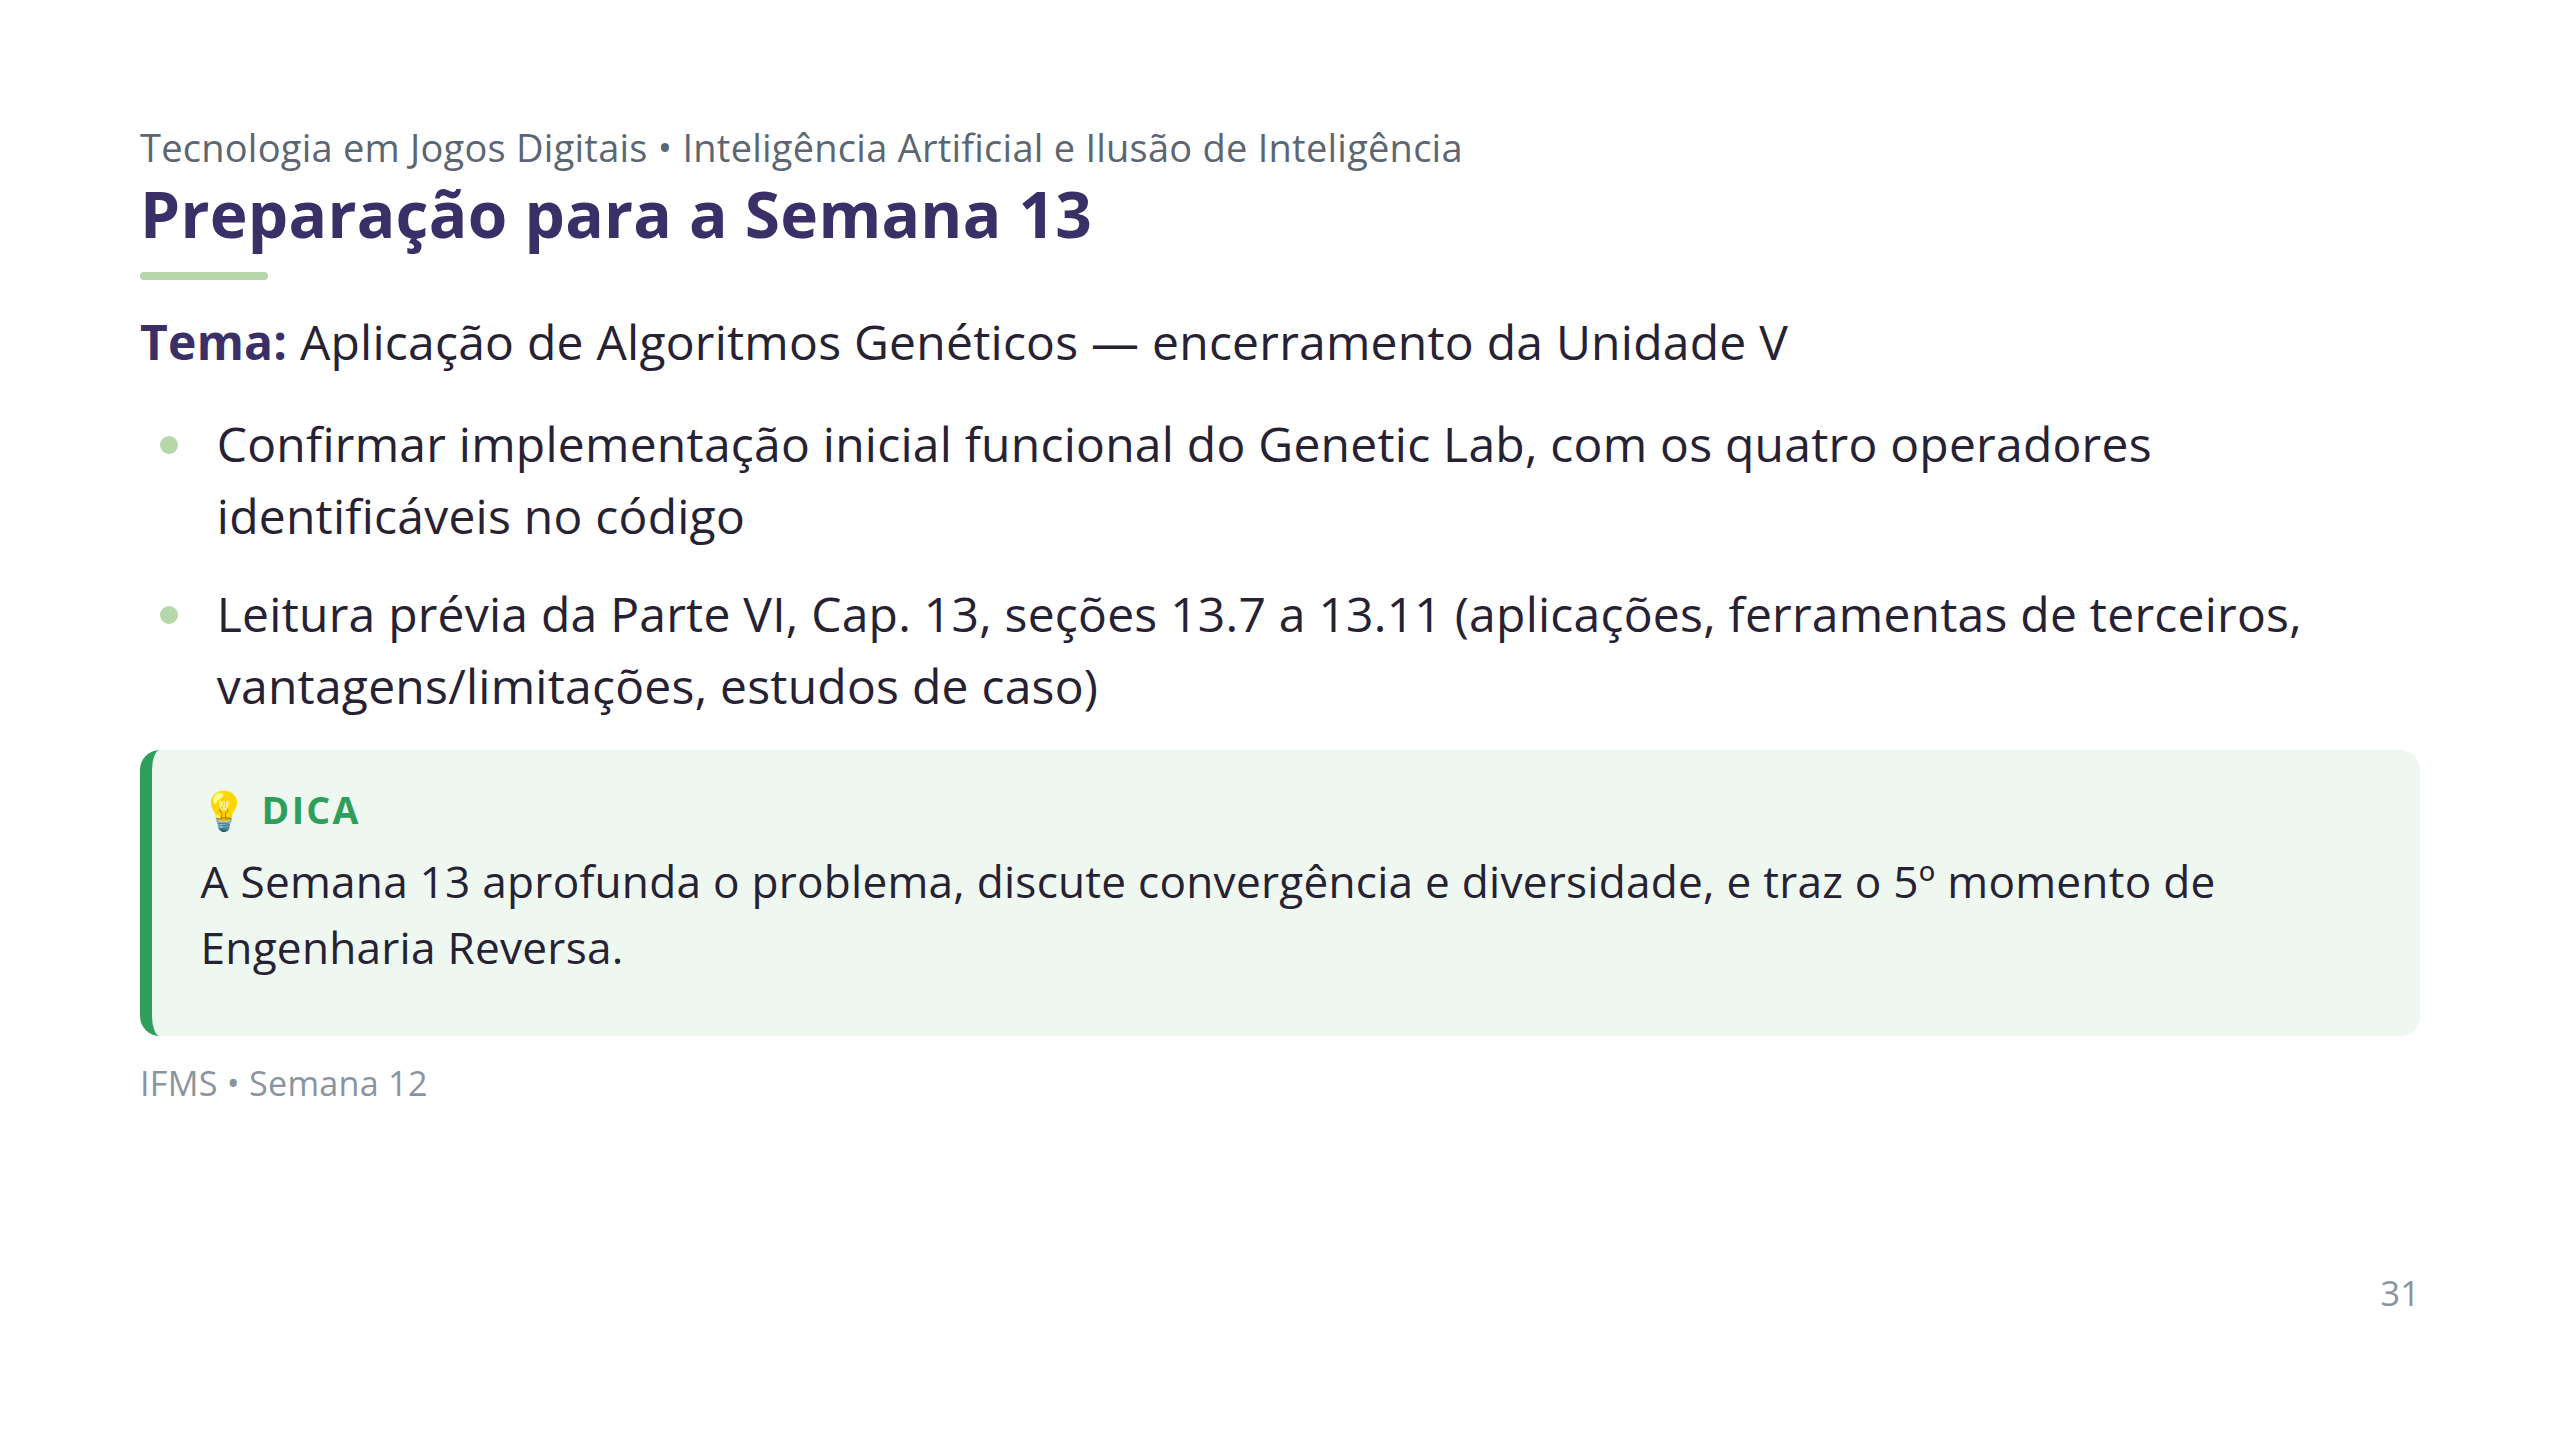 Tecnologia em Jogos Digitais • Inteligência Artificial e Ilusão de Inteligência
Preparação para a Semana 13
Tema: Aplicação de Algoritmos Genéticos — encerramento da Unidade V
• Confirmar implementação inicial funcional do Genetic Lab, com os quatro operadores
identificáveis no código
• Leitura prévia da Parte VI, Cap. 13, seções 13.7 a 13.11 (aplicações, ferramentas de terceiros,
vantagens/limitações, estudos de caso)
💡 DICA
A Semana 13 aprofunda o problema, discute convergência e diversidade, e traz o 5º momento de
Engenharia Reversa.
IFMS • Semana 12
31